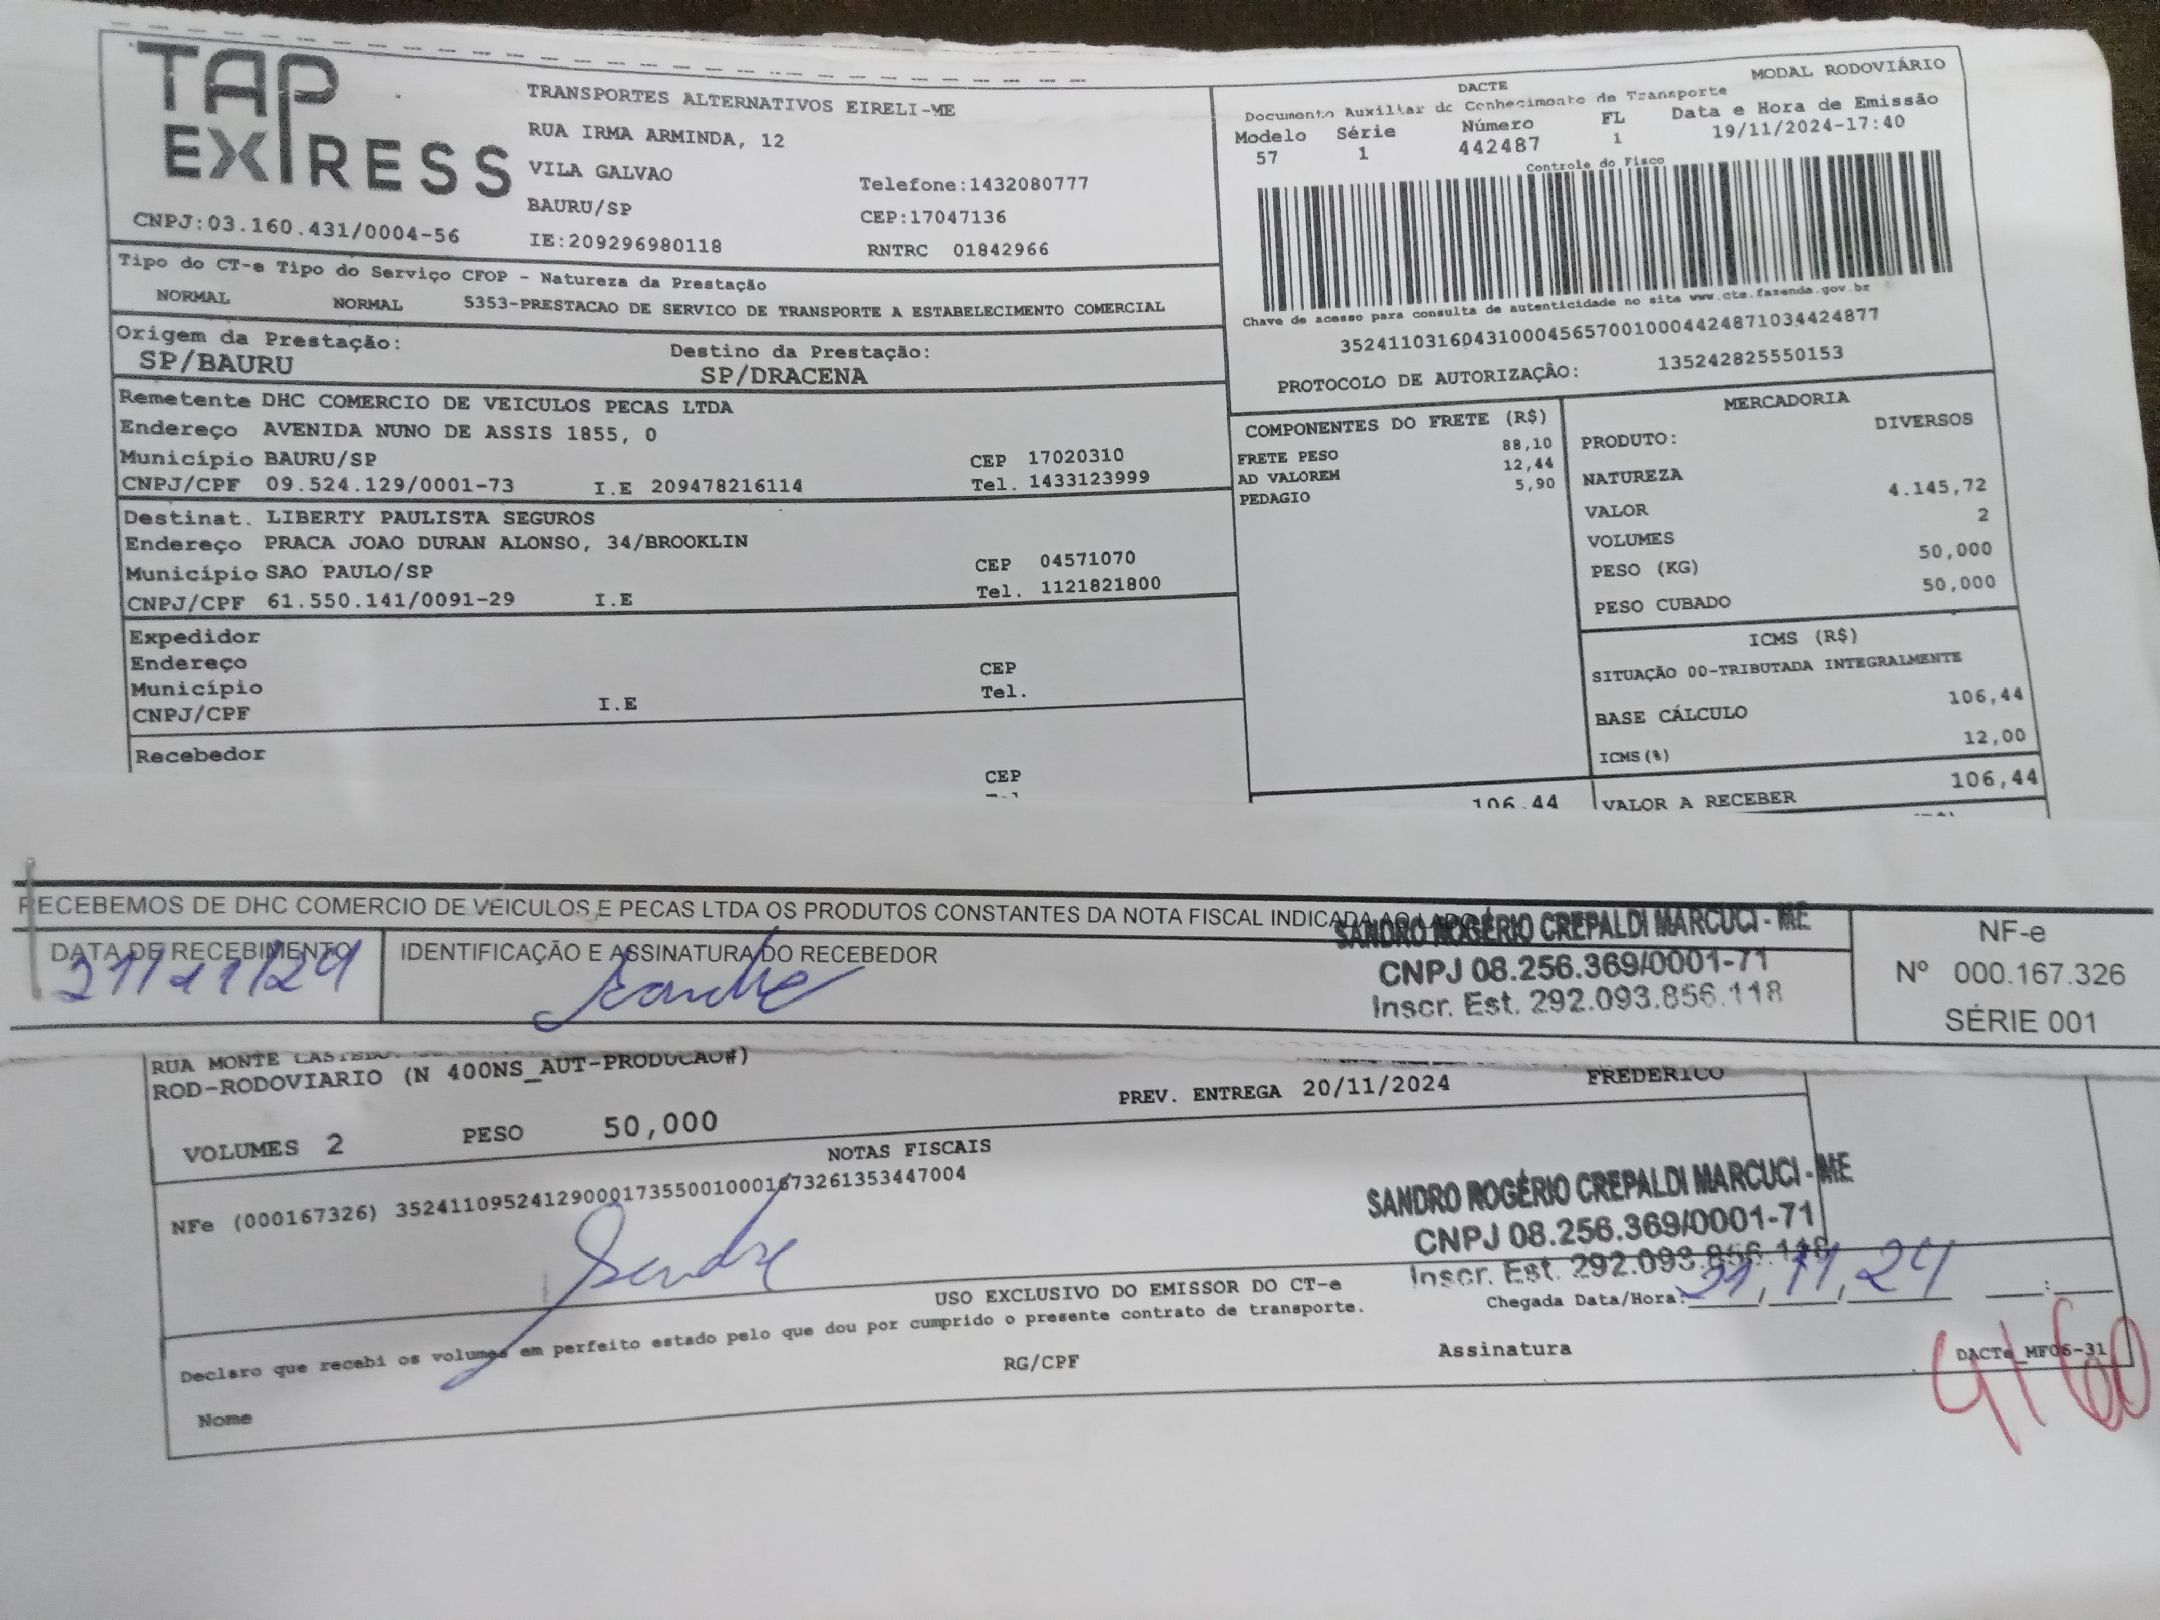 TAP EXPRESS
CNPJ:03.160.431/0004-56
TRANSPORTES ALTERNATIVOS EIRELI-ME
RUA IRMA ARMINDA, 12
VILA GALVAO
Telefone:1432080777
BAURU/SP
CEP:17047136
IE:209296980118
RNTRC 01842966
DACTE
MODAL RODOVIÁRIO
Documento Auxiliar do Conhecimento de Transporte
Modelo Série Número FL Data e Hora de Emissão
57 1 442487 1 19/11/2024-17:40
Controle do Fisco
Chave de acesso para consulta de autenticidade no site www.cte.fazenda.gov.br
35241103160431000456570010004424871034424877
PROTOCOLO DE AUTORIZAÇÃO: 135242825550153
Tipo do CT-e Tipo do Serviço CFOP - Natureza da Prestação
NORMAL NORMAL 5353-PRESTACAO DE SERVICO DE TRANSPORTE A ESTABELECIMENTO COMERCIAL
Origem da Prestação: Destino da Prestação:
SP/BAURU SP/DRACENA
Remetente DHC COMERCIO DE VEICULOS PECAS LTDA
Endereço AVENIDA NUNO DE ASSIS 1855, 0
Município BAURU/SP CEP 17020310
CNPJ/CPF 09.524.129/0001-73 I.E 209478216114 Tel. 1433123999
Destinat. LIBERTY PAULISTA SEGUROS
Endereço PRACA JOAO DURAN ALONSO, 34/BROOKLIN
Município SAO PAULO/SP CEP 04571070
CNPJ/CPF 61.550.141/0091-29 I.E Tel. 1121821800
Expedidor
Endereço CEP
Município Tel.
CNPJ/CPF I.E
Recebedor
CEP
COMPONENTES DO FRETE (R$)
FRETE PESO 88,10
AD VALOREM 12,44
PEDAGIO 5,90
106,44
MERCADORIA
PRODUTO: DIVERSOS
NATUREZA
VALOR 4.145,72
VOLUMES 2
PESO (KG) 50,000
PESO CUBADO 50,000
ICMS (R$)
SITUAÇÃO 00-TRIBUTADA INTEGRALMENTE
BASE CÁLCULO 106,44
ICMS(%) 12,00
VALOR A RECEBER 106,44
RECEBEMOS DE DHC COMERCIO DE VEICULOS E PECAS LTDA OS PRODUTOS CONSTANTES DA NOTA FISCAL INDICADA AO LADO
DATA DE RECEBIMENTO
21/11/24
IDENTIFICAÇÃO E ASSINATURA DO RECEBEDOR
Sandro
SANDRO ROGÉRIO CREPALDI MARCUCI - ME
CNPJ 08.256.369/0001-71
Inscr. Est. 292.093.856.118
NF-e
Nº 000.167.326
SÉRIE 001
RUA MONTE
ROD-RODOVIARIO (N 400NS_AUT-PRODUCAO#)
PREV. ENTREGA 20/11/2024 FREDERICO
VOLUMES 2 PESO 50,000
NOTAS FISCAIS
NFe (000167326) 35241109524129000173550010001673261353447004
Sandro
SANDRO ROGÉRIO CREPALDI MARCUCI - ME
CNPJ 08.256.369/0001-71
Inscr. Est. 292.093.856.118
USO EXCLUSIVO DO EMISSOR DO CT-e
Chegada Data/Hora: 21/11/24 :
Declaro que recebi os volumes em perfeito estado pelo que dou por cumprido o presente contrato de transporte.
Nome RG/CPF Assinatura
DACTe_MF06-31